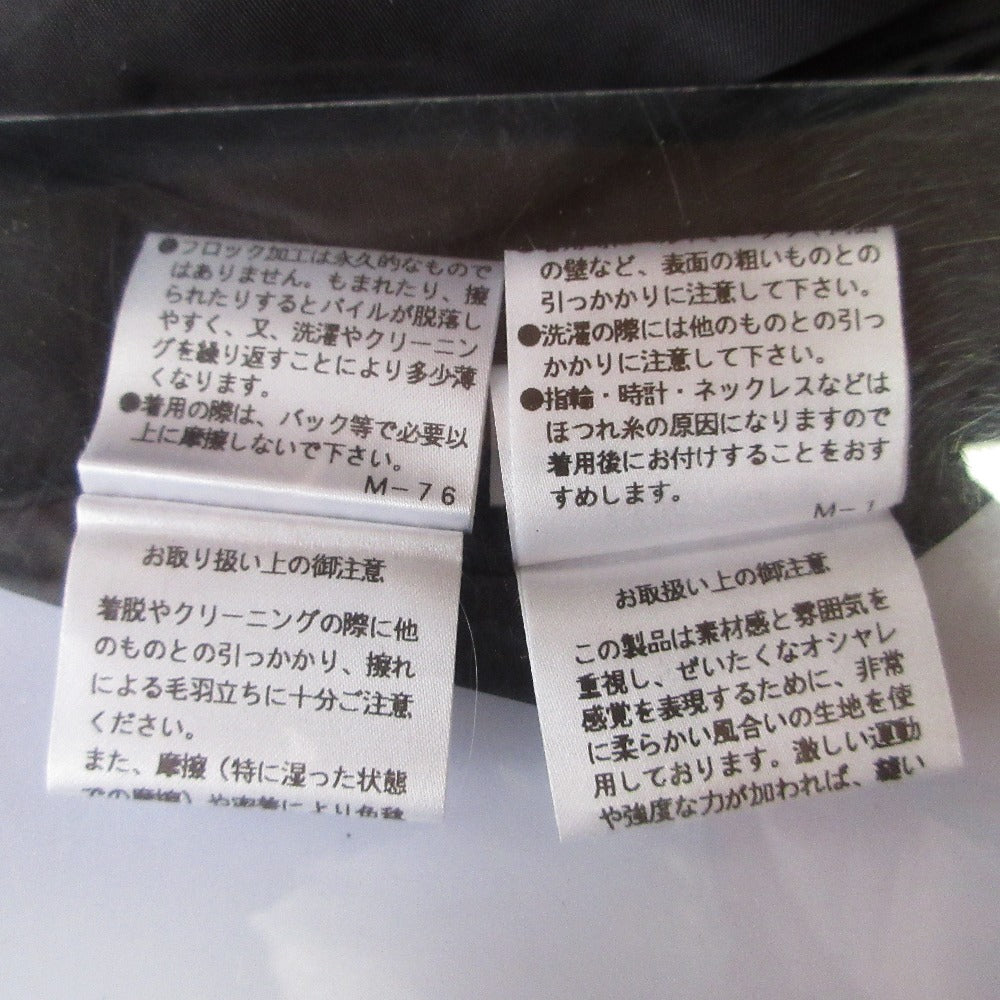 ●フロック加工は永久的なもので
はありません。もまれたり、擦
られたりするとパイルが脱落し
やすく、又、洗濯やクリーニン
グを繰り返すことにより多少薄
くなります。
●着用の際は、バック等で必要以
上に摩擦しないで下さい。
M-76
お取り扱い上の御注意
着脱やクリーニングの際に他
のものとの引っかかり、擦れ
による毛羽立ちに十分ご注意
ください。
また、摩擦（特に湿った状態
での摩擦）や密着により色移
の壁など、表面の粗いものとの
引っかかりに注意して下さい。
●洗濯の際には他のものとの引っ
かかりに注意して下さい。
●指輪・時計・ネックレスなどは
ほつれ糸の原因になりますので
着用後にお付けすることをおす
すめします。
お取扱い上の御注意
この製品は素材感と雰囲気を
重視し、ぜいたくなオシャレ
感覚を表現するために、非常
に柔らかい風合いの生地を使
用しております。激しい運動
や強度な力が加われば、縫い